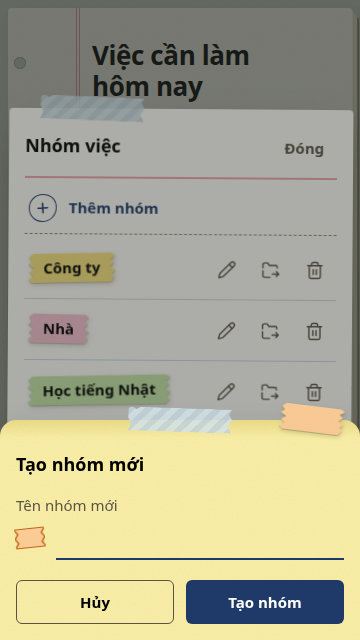 Việc cần làm
hôm nay
Nhóm việc
Đóng
Thêm nhóm
Công ty
Nhà
Học tiếng Nhật
Tạo nhóm mới
Tên nhóm mới
Hủy
Tạo nhóm